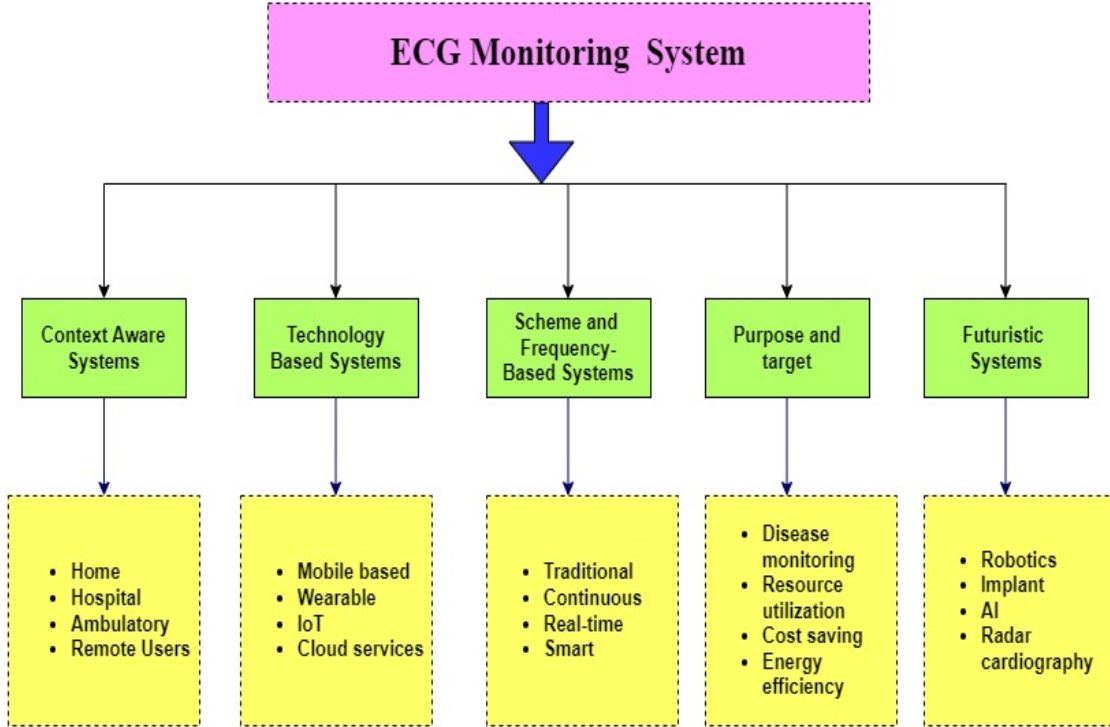 ECG Monitoring System
Context Aware
Systems
Technology
Based Systems
Scheme and
Frequency-
Based Systems
Purpose and
target
Futuristic
Systems
• Home
• Hospital
• Ambulatory
• Remote Users
• Mobile based
• Wearable
• IoT
• Cloud services
• Traditional
• Continuous
• Real-time
• Smart
• Disease
monitoring
• Resource
utilization
• Cost saving
• Energy
efficiency
• Robotics
• Implant
• AI
• Radar
cardiography